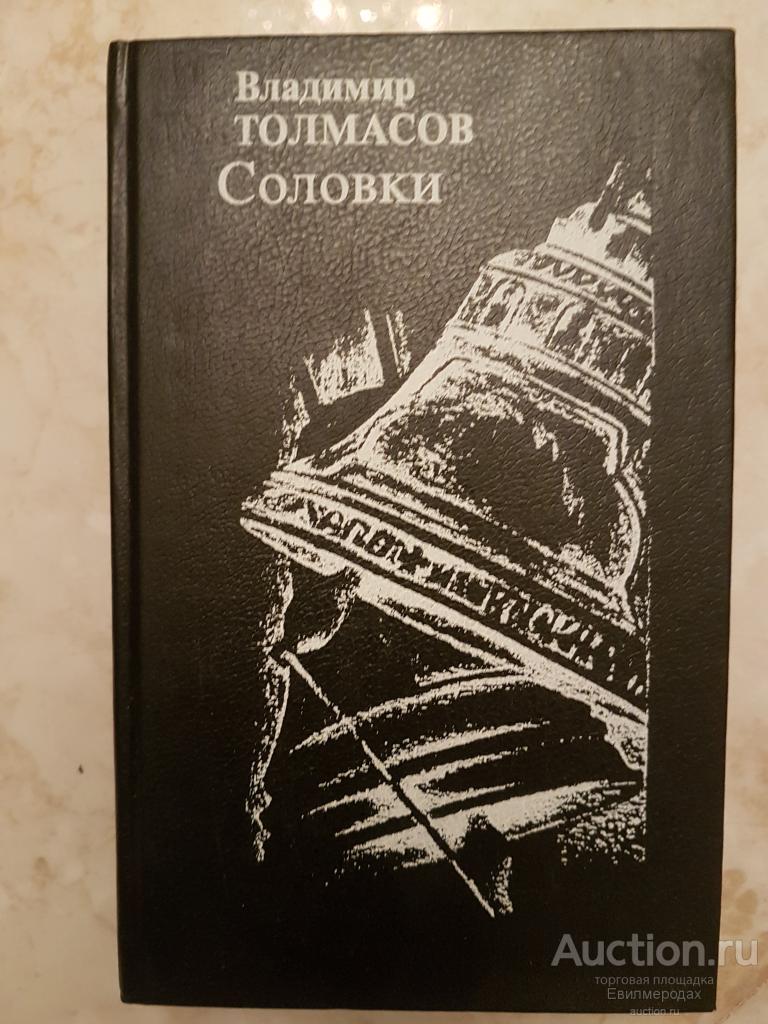 Владимир
ТОЛМАСОВ
Соловки
Auction.ru
торговая площадка
Евилмеродах
auction.ru